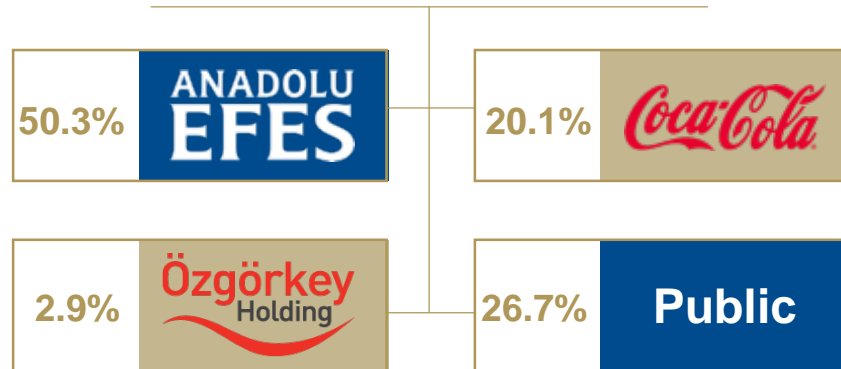 50.3%
ANADOLU
EFES
20.1%
Coca-Cola
2.9%
Özgörkey
Holding
26.7%
Public